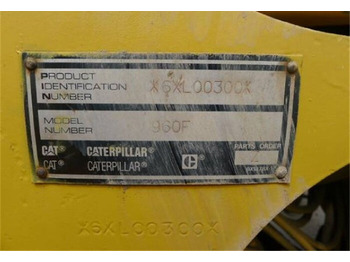 PRODUCT
IDENTIFICATION
NUMBER
*6XL00300*
MODEL
NUMBER
960F
PARTS ORDER
CAT CATERPILLAR
CAT CATERPILLAR
*6XL00300*